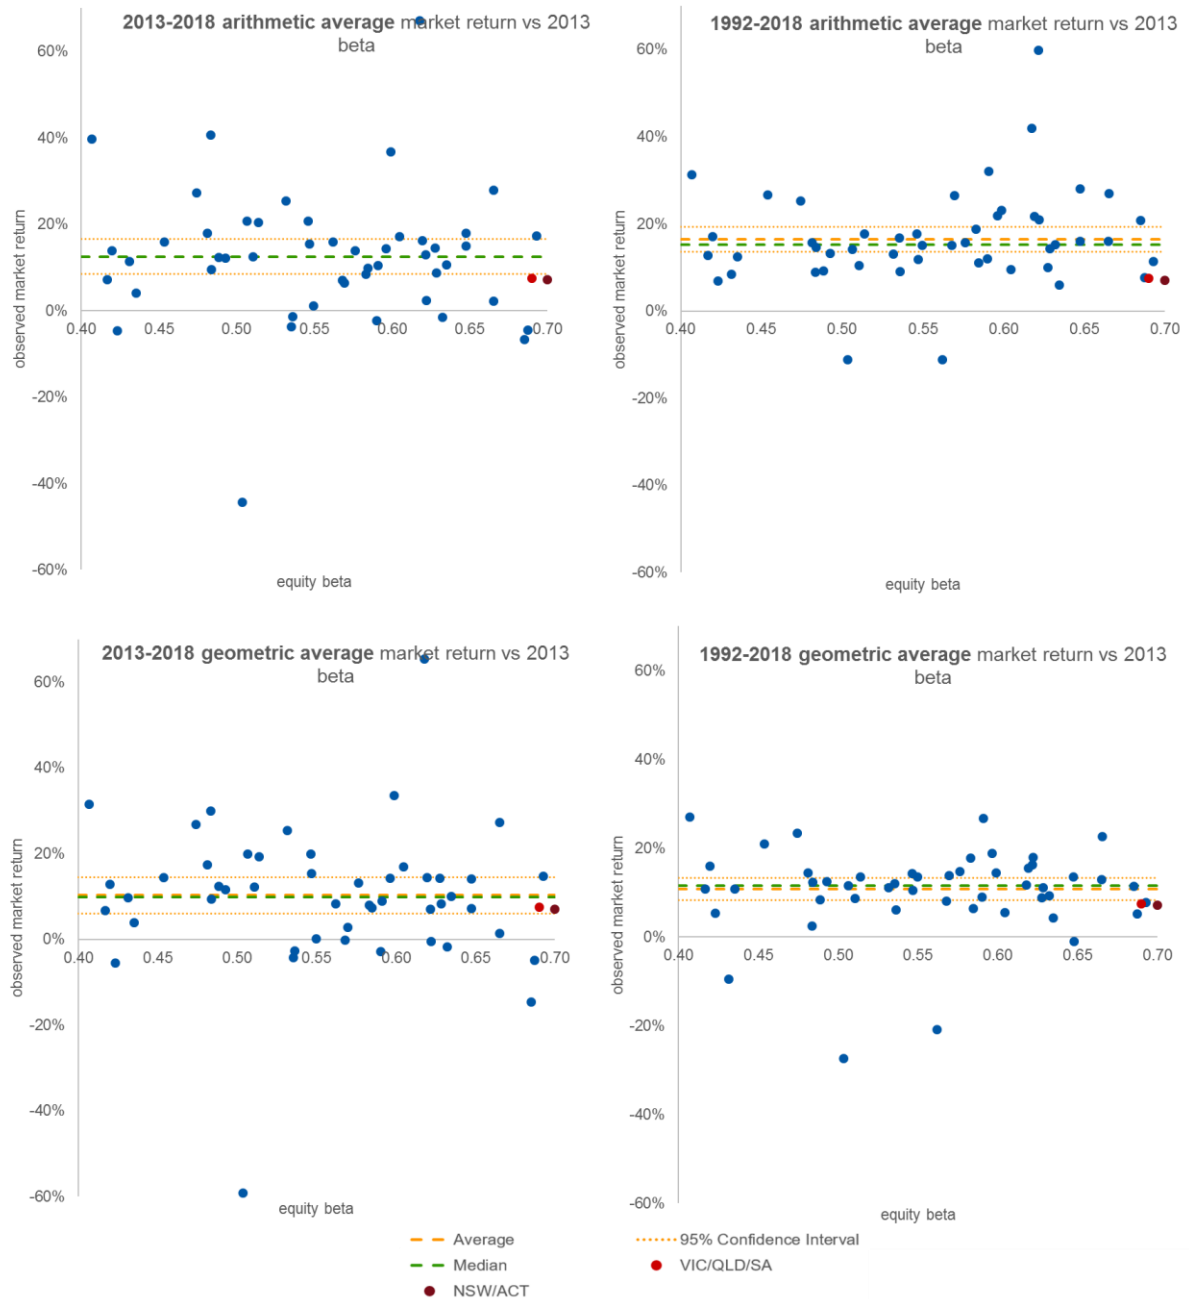 2013-2018 arithmetic average market return vs 2013
beta
60%
40%
20%
0%
-20%
-40%
-60%
0.40
0.45
0.50
0.55
0.60
0.65
0.70
observed market return
equity beta
1992-2018 arithmetic average market return vs 2013
beta
60%
40%
20%
0%
-20%
-40%
-60%
0.40
0.45
0.50
0.55
0.60
0.65
0.70
observed market return
equity beta
2013-2018 geometric average market return vs 2013
beta
60%
40%
20%
0%
-20%
-40%
-60%
0.40
0.45
0.50
0.55
0.60
0.65
0.70
observed market return
equity beta
1992-2018 geometric average market return vs 2013
beta
60%
40%
20%
0%
-20%
-40%
-60%
0.40
0.45
0.50
0.55
0.60
0.65
0.70
observed market return
equity beta
Average
95% Confidence Interval
Median
VIC/QLD/SA
NSW/ACT